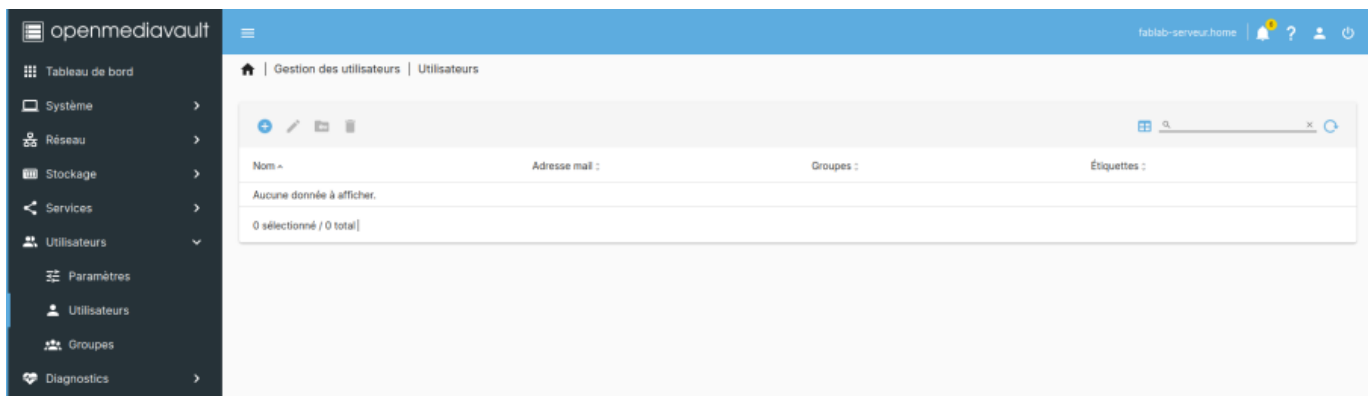 openmediavault
fablab-serveur.home | 6 ?
Tableau de bord
Gestion des utilisateurs | Utilisateurs
Système
Réseau
Stockage
Services
Utilisateurs
Paramètres
Utilisateurs
Groupes
Diagnostics
Nom Adresse mail Groupes Étiquettes
Aucune donnée à afficher.
0 sélectionné / 0 total